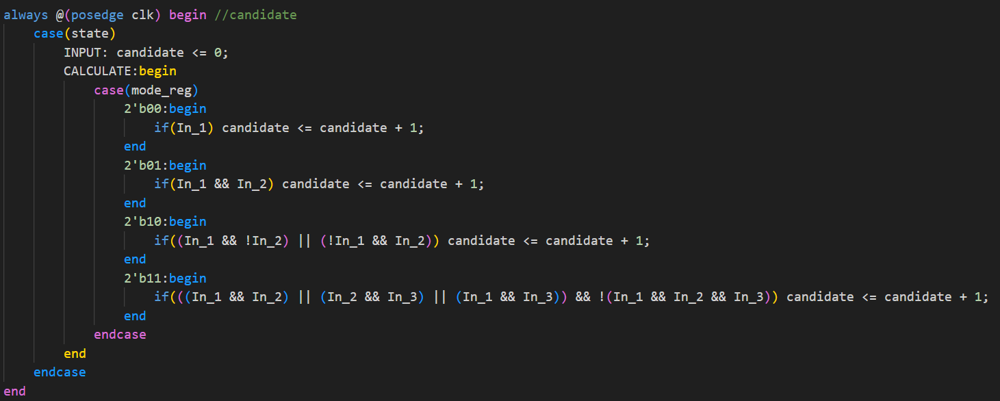 always @(posedge clk) begin //candidate
    case(state)
        INPUT: candidate <= 0;
        CALCULATE:begin
            case(mode_reg)
                2'b00:begin
                    if(In_1) candidate <= candidate + 1;
                end
                2'b01:begin
                    if(In_1 && In_2) candidate <= candidate + 1;
                end
                2'b10:begin
                    if((In_1 && !In_2) || (!In_1 && In_2)) candidate <= candidate + 1;
                end
                2'b11:begin
                    if(((In_1 && In_2) || (In_2 && In_3) || (In_1 && In_3)) && !(In_1 && In_2 && In_3)) candidate <= candidate + 1;
                end
            endcase
        end
    endcase
end